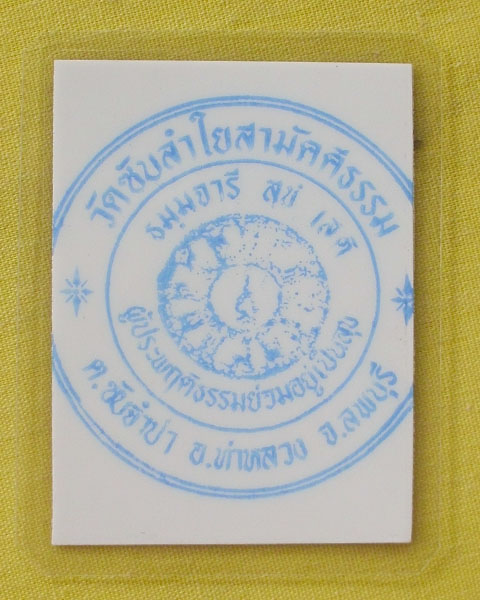 วัดซับลำใยสามัคคีธรรม
ธมฺมจารี สุขํ เสติ
ผู้ประพฤติธรรมย่อมอยู่เป็นสุข
ต.ซับจำปา อ.ท่าหลวง จ.ลพบุรี